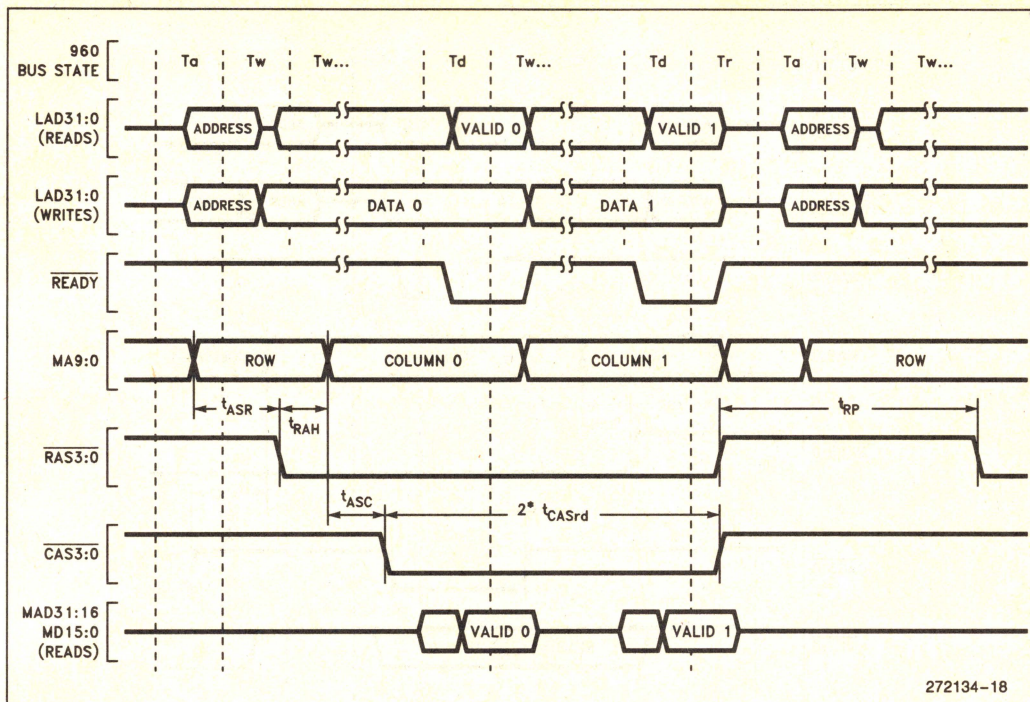 960
BUS STATE
Ta Tw Tw... Td Tw... Td Tr Ta Tw Tw...
LAD31:0
(READS)
ADDRESS VALID 0 VALID 1 ADDRESS
LAD31:0
(WRITES)
ADDRESS DATA 0 DATA 1 ADDRESS
READY
MA9:0
ROW COLUMN 0 COLUMN 1 ROW
tASR tRAH tRP
RAS3:0
tASC 2* tCASrd
CAS3:0
MAD31:16
MD15:0
(READS)
VALID 0 VALID 1
272134-18